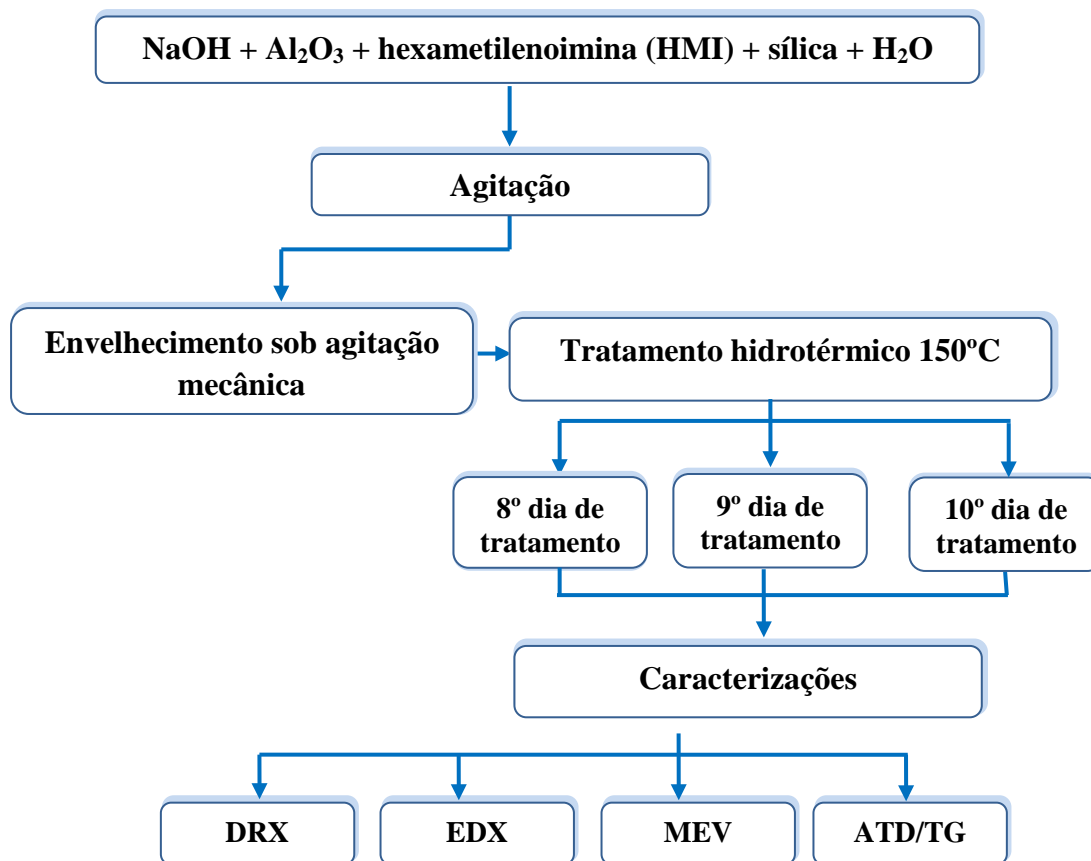 NaOH + Al₂O₃ + hexametilenoimina (HMI) + sílica + H₂O
Agitação
Envelhecimento sob agitação
mecânica
Tratamento hidrotérmico 150ºC
8º dia de
tratamento
9º dia de
tratamento
10º dia de
tratamento
Caracterizações
DRX
EDX
MEV
ATD/TG